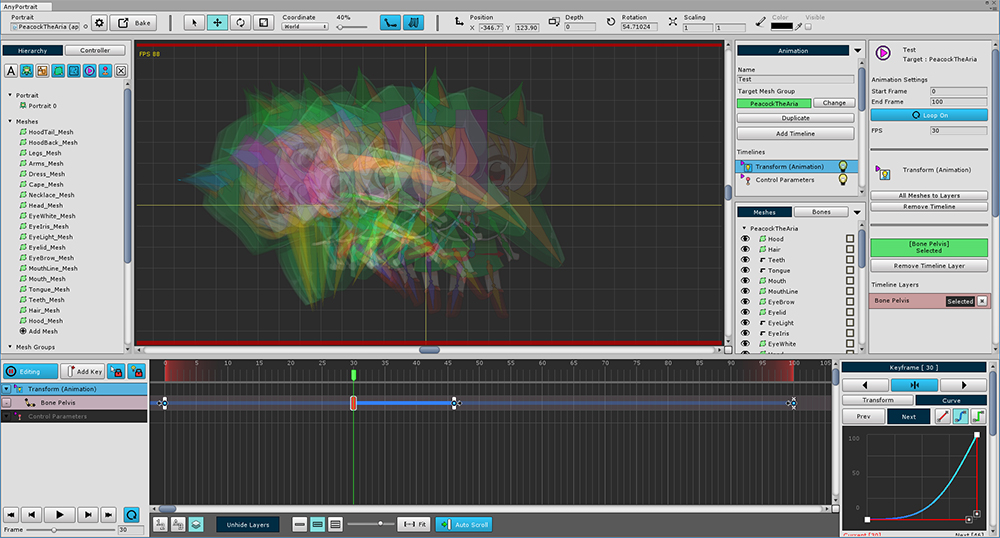 AnyPortrait
Portrait
PeacockTheAria (ap
Bake
Coordinate
World
40%
Position
X -346.7 Y 123.90
Depth
0
Rotation
54.71024
Scaling
1 1
Color
Visible
Hierarchy
Controller
A
Portrait
Portrait 0
Meshes
HoodTail_Mesh
HoodBack_Mesh
Legs_Mesh
Arms_Mesh
Dress_Mesh
Cape_Mesh
Necklace_Mesh
Head_Mesh
EyeWhite_Mesh
EyeIris_Mesh
EyeLight_Mesh
Eyelid_Mesh
EyeBrow_Mesh
MouthLine_Mesh
Mouth_Mesh
Tongue_Mesh
Teeth_Mesh
Hair_Mesh
Hood_Mesh
Add Mesh
Mesh Groups
FPS 88
Animation
Name
Test
Target Mesh Group
PeacockTheAria
Change
Duplicate
Add Timeline
Timelines
Transform (Animation)
Control Parameters
Meshes
Bones
PeacockTheAria
Hood
Hair
Teeth
Tongue
Mouth
MouthLine
EyeBrow
Eyelid
EyeLight
EyeIris
EyeWhite
Test
Target : PeacockTheAria
Animation Settings
Start Frame 0
End Frame 100
Loop On
FPS 30
Transform (Animation)
All Meshes to Layers
Remove Timeline
[Bone Pelvis]
Selected
Remove Timeline Layer
Timeline Layers
Bone Pelvis Selected
Editing
Add Key
Transform (Animation)
Bone Pelvis
Control Parameters
0 5 10 15 20 25 30 35 40 45 50 55 60 65 70 75 80 85 90 95 100 105
Frame 30
Unhide Layers
Fit
Auto Scroll
Keyframe [ 30 ]
Transform
Curve
Prev
Next
100
50
0
Current [30] Next [46]